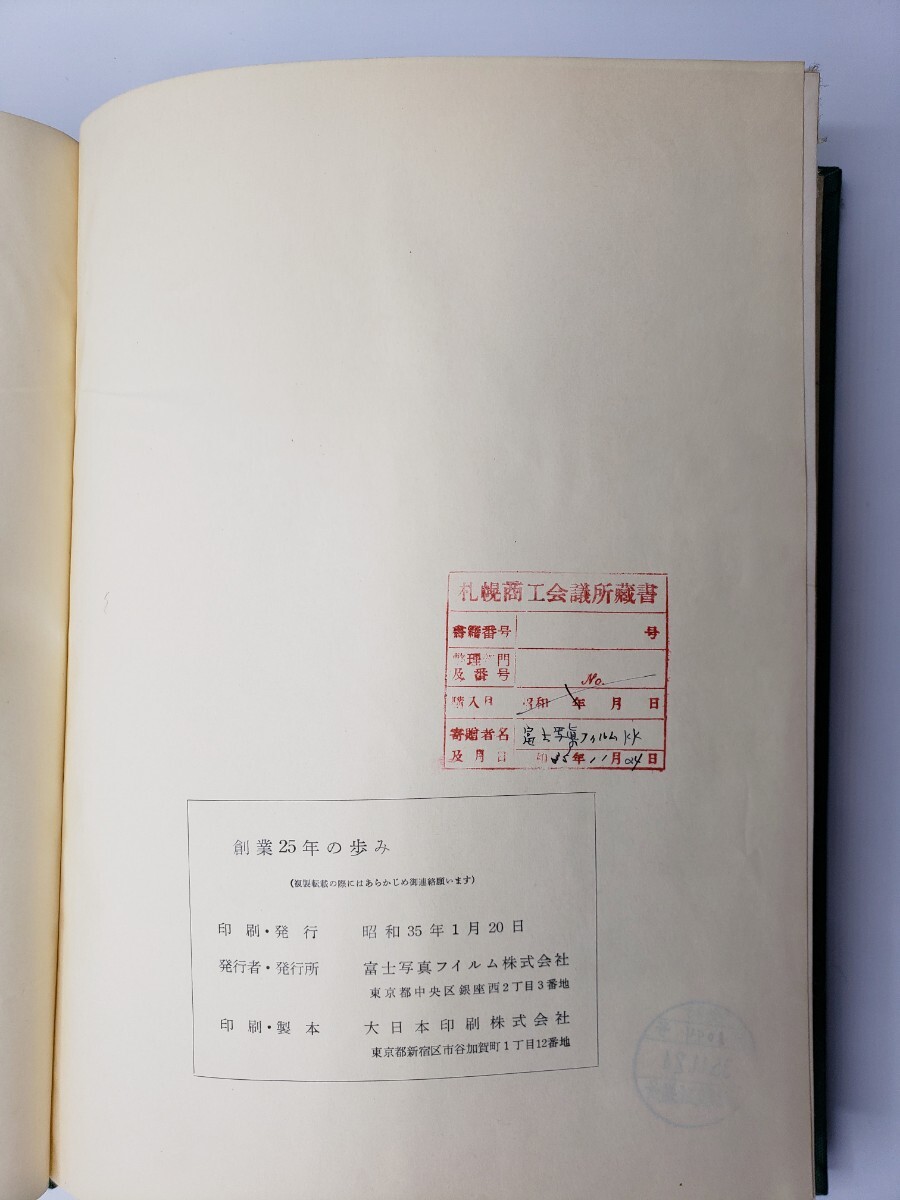 札幌商工会議所蔵書
書籍番号 号
整理部門
及番号 No.
購入日 昭和 年 月 日
寄贈者名 富士写真フイルムKK
及月日 昭和35年11月24日
創業25年の歩み
(複製転載の際にはあらかじめ御連絡願います)
印刷・発行 昭和35年1月20日
発行者・発行所 富士写真フイルム株式会社
東京都中央区銀座西2丁目3番地
印刷・製本 大日本印刷株式会社
東京都新宿区市谷加賀町1丁目12番地